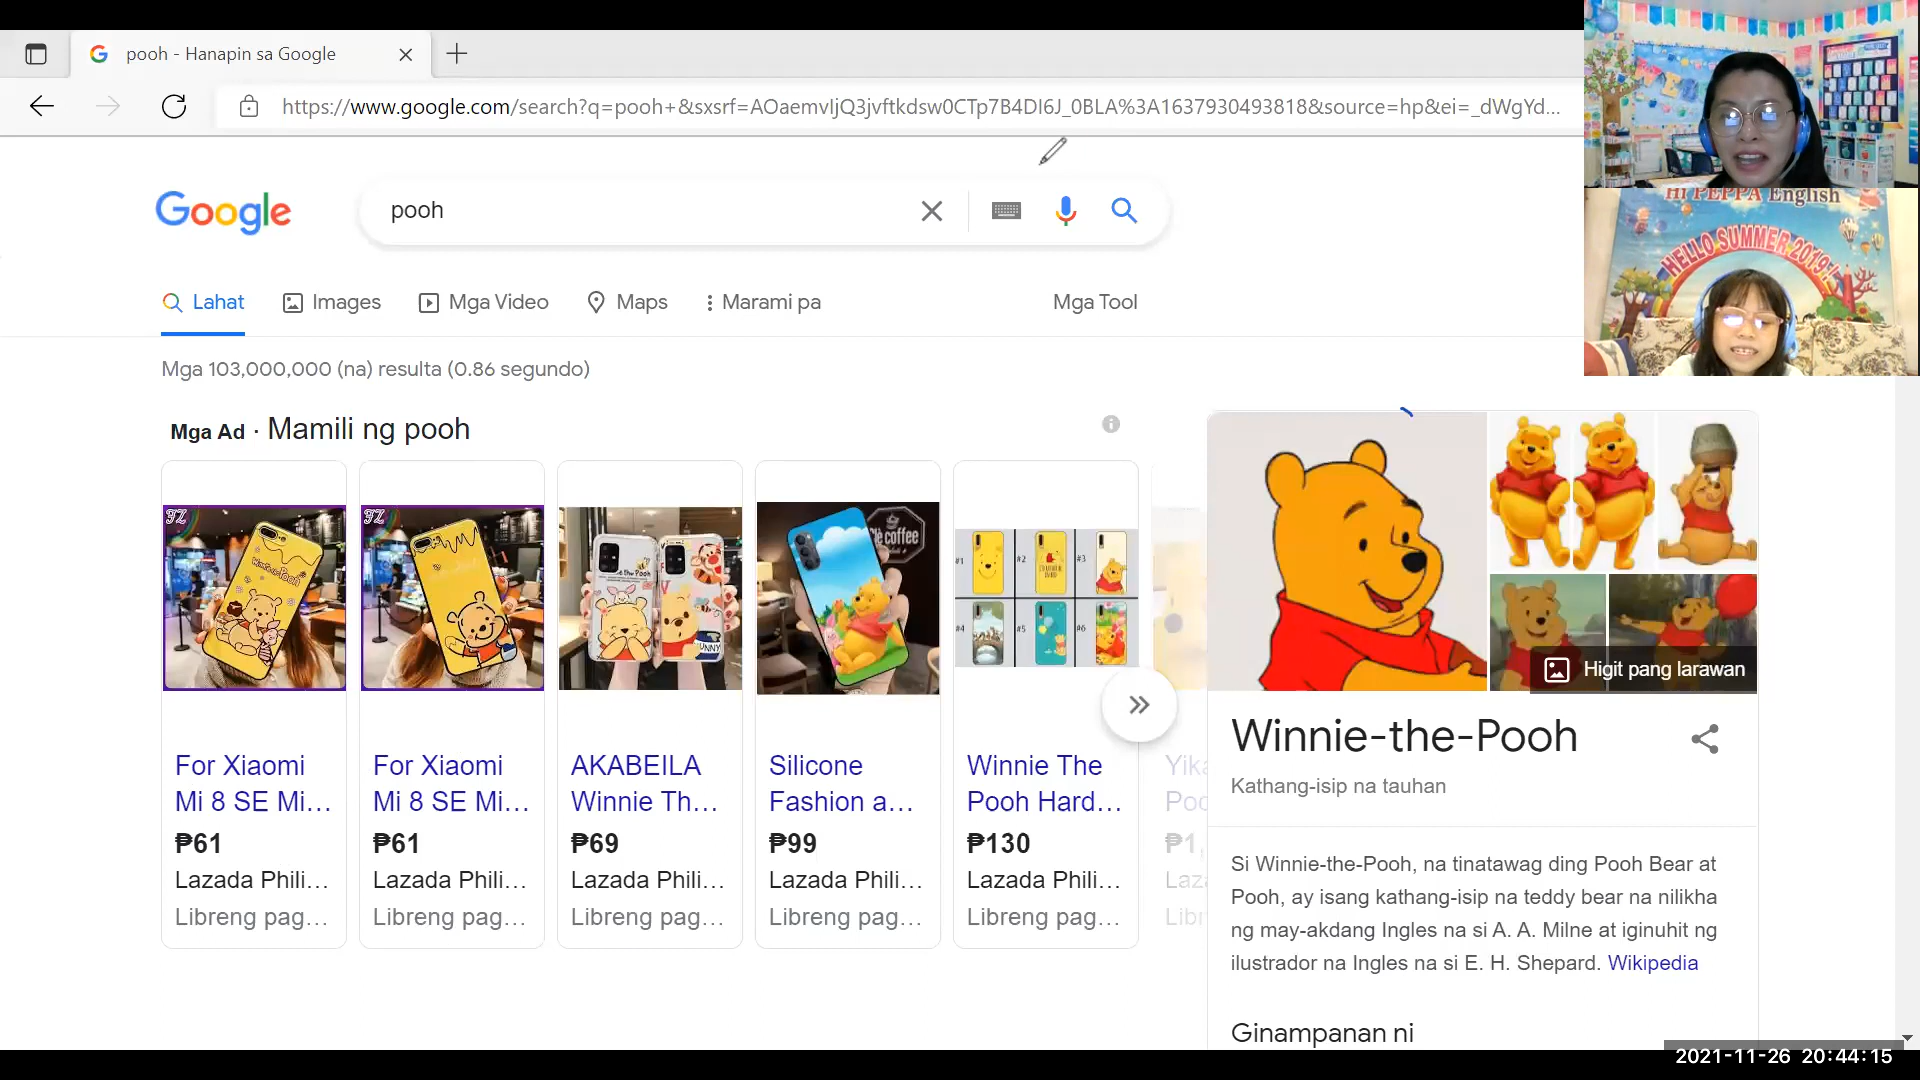 pooh - Hanapin sa Google
https://www.google.com/search?q=pooh+&sxsrf=AOaemvIjQ3jvftkdsw0CTp7B4DI6J_0BLA%3A1637930493818&source=hp&ei=_dWgYd...
Google
pooh
Lahat
Images
Mga Video
Maps
Marami pa
Mga Tool
Mga 103,000,000 (na) resulta (0.86 segundo)
Hi PEPPA English
HELLO SUMMER 2019!
Mga Ad · Mamili ng pooh
For Xiaomi
Mi 8 SE Mi...
₱61
Lazada Phili...
Libreng pag...
For Xiaomi
Mi 8 SE Mi...
₱61
Lazada Phili...
Libreng pag...
AKABEILA
Winnie Th...
₱69
Lazada Phili...
Libreng pag...
coffee
Silicone
Fashion a...
₱99
Lazada Phili...
Libreng pag...
#1
#2
#3
#4
#5
#6
Winnie The
Pooh Hard...
₱130
Lazada Phili...
Libreng pag...
Higit pang larawan
Winnie-the-Pooh
Kathang-isip na tauhan
Si Winnie-the-Pooh, na tinatawag ding Pooh Bear at
Pooh, ay isang kathang-isip na teddy bear na nilikha
ng may-akdang Ingles na si A. A. Milne at iginuhit ng
ilustrador na Ingles na si E. H. Shepard. Wikipedia
Ginampanan ni
2021-11-26 20:44:15